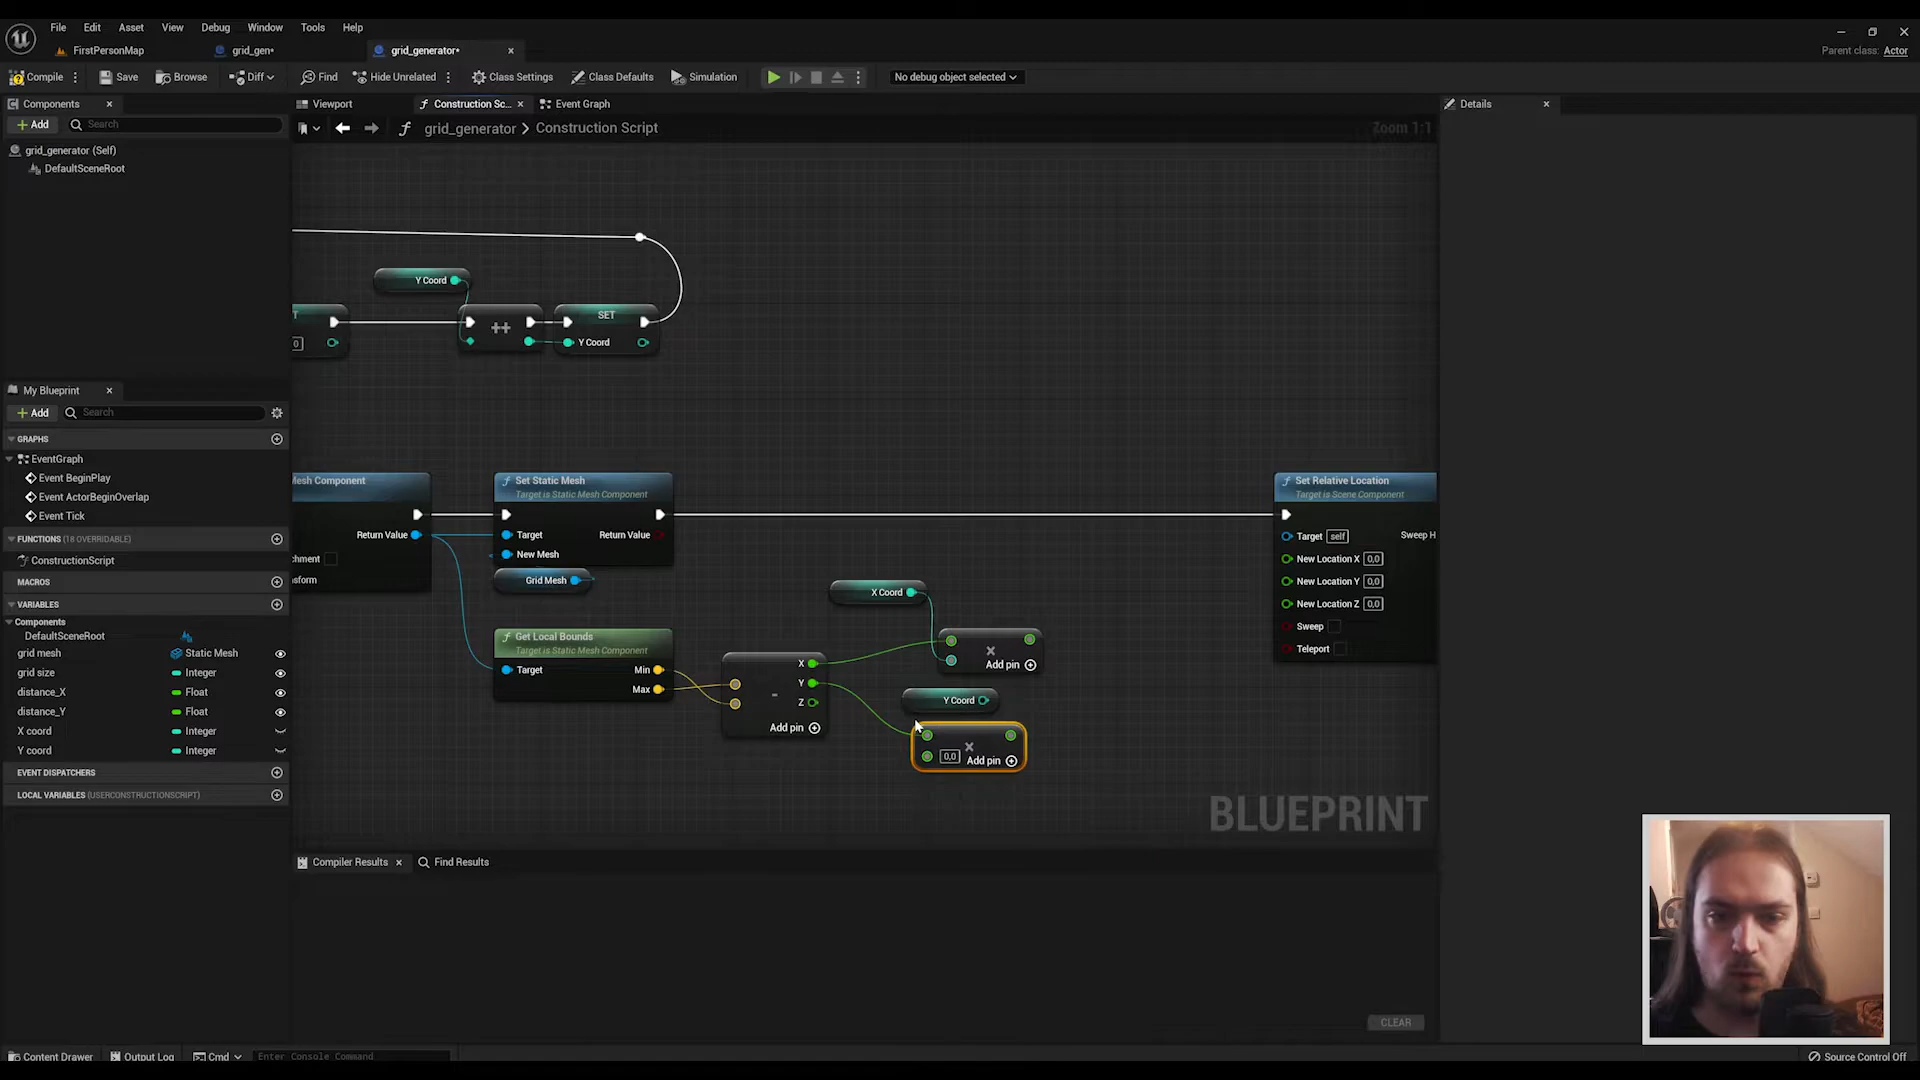 File Edit Asset View Debug Window Tools Help
FirstPersonMap grid_gen* grid_generator*
Parent class: Actor
Compile Save Browse Diff Find Hide Unrelated Class Settings Class Defaults Simulation No debug object selected
Components
Viewport Construction Sc... Event Graph
Details
Add Search
grid_generator > Construction Script
Zoom 1:1
grid_generator (Self)
DefaultSceneRoot
Y Coord
T
SET
++
0
Y Coord
My Blueprint
Add Search
GRAPHS
EventGraph
Event BeginPlay
Event ActorBeginOverlap
Event Tick
FUNCTIONS (18 OVERRIDABLE)
ConstructionScript
MACROS
VARIABLES
Components
DefaultSceneRoot
grid mesh Static Mesh
grid size Integer
distance_X Float
distance_Y Float
X coord Integer
Y coord Integer
EVENT DISPATCHERS
LOCAL VARIABLES (USERCONSTRUCTIONSCRIPT)
Mesh Component
Return Value
chment
nsform
Set Static Mesh
Target is Static Mesh Component
Target Return Value
New Mesh
Grid Mesh
Get Local Bounds
Target is Static Mesh Component
Target Min
Max
X
Y
Z
-
Add pin
X Coord
×
Add pin
Y Coord
×
0,0 Add pin
Set Relative Location
Target is Scene Component
Target self Sweep H
New Location X 0,0
New Location Y 0,0
New Location Z 0,0
Sweep
Teleport
BLUEPRINT
Compiler Results Find Results
CLEAR
Content Drawer Output Log Cmd Enter Console Command Source Control Off